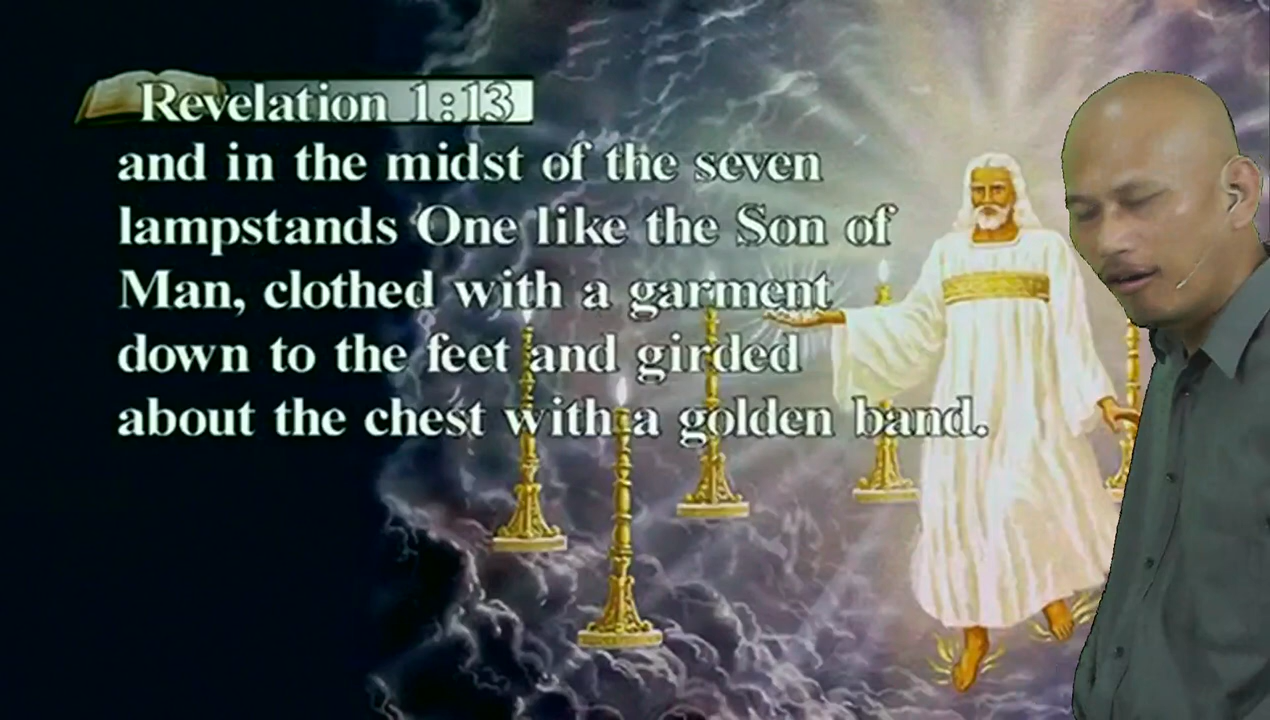 Revelation 1:13
and in the midst of the seven
lampstands One like the Son of
Man, clothed with a garment
down to the feet and girded
about the chest with a golden band.